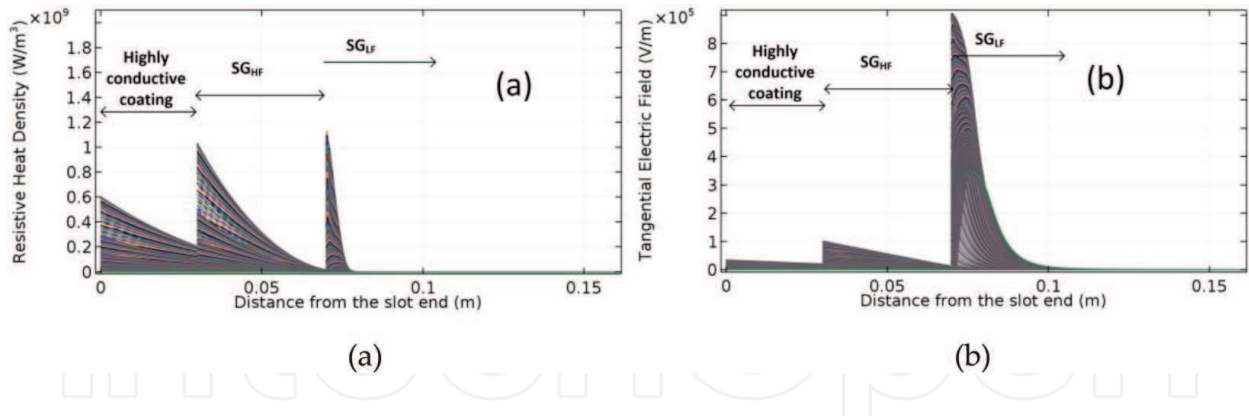 ×10⁹
Resistive Heat Density (W/m³)
1.8
1.6
1.4
1.2
1
0.8
0.6
0.4
0.2
0
Highly
conductive
coating
SG_HF
SG_LF
(a)
0
0.05
0.1
0.15
Distance from the slot end (m)
(a)
×10⁵
Tangential Electric Field (V/m)
9
8
7
6
5
4
3
2
1
0
Highly
conductive
coating
SG_HF
SG_LF
(b)
0
0.05
0.1
0.15
Distance from the slot end (m)
(b)
intechopen